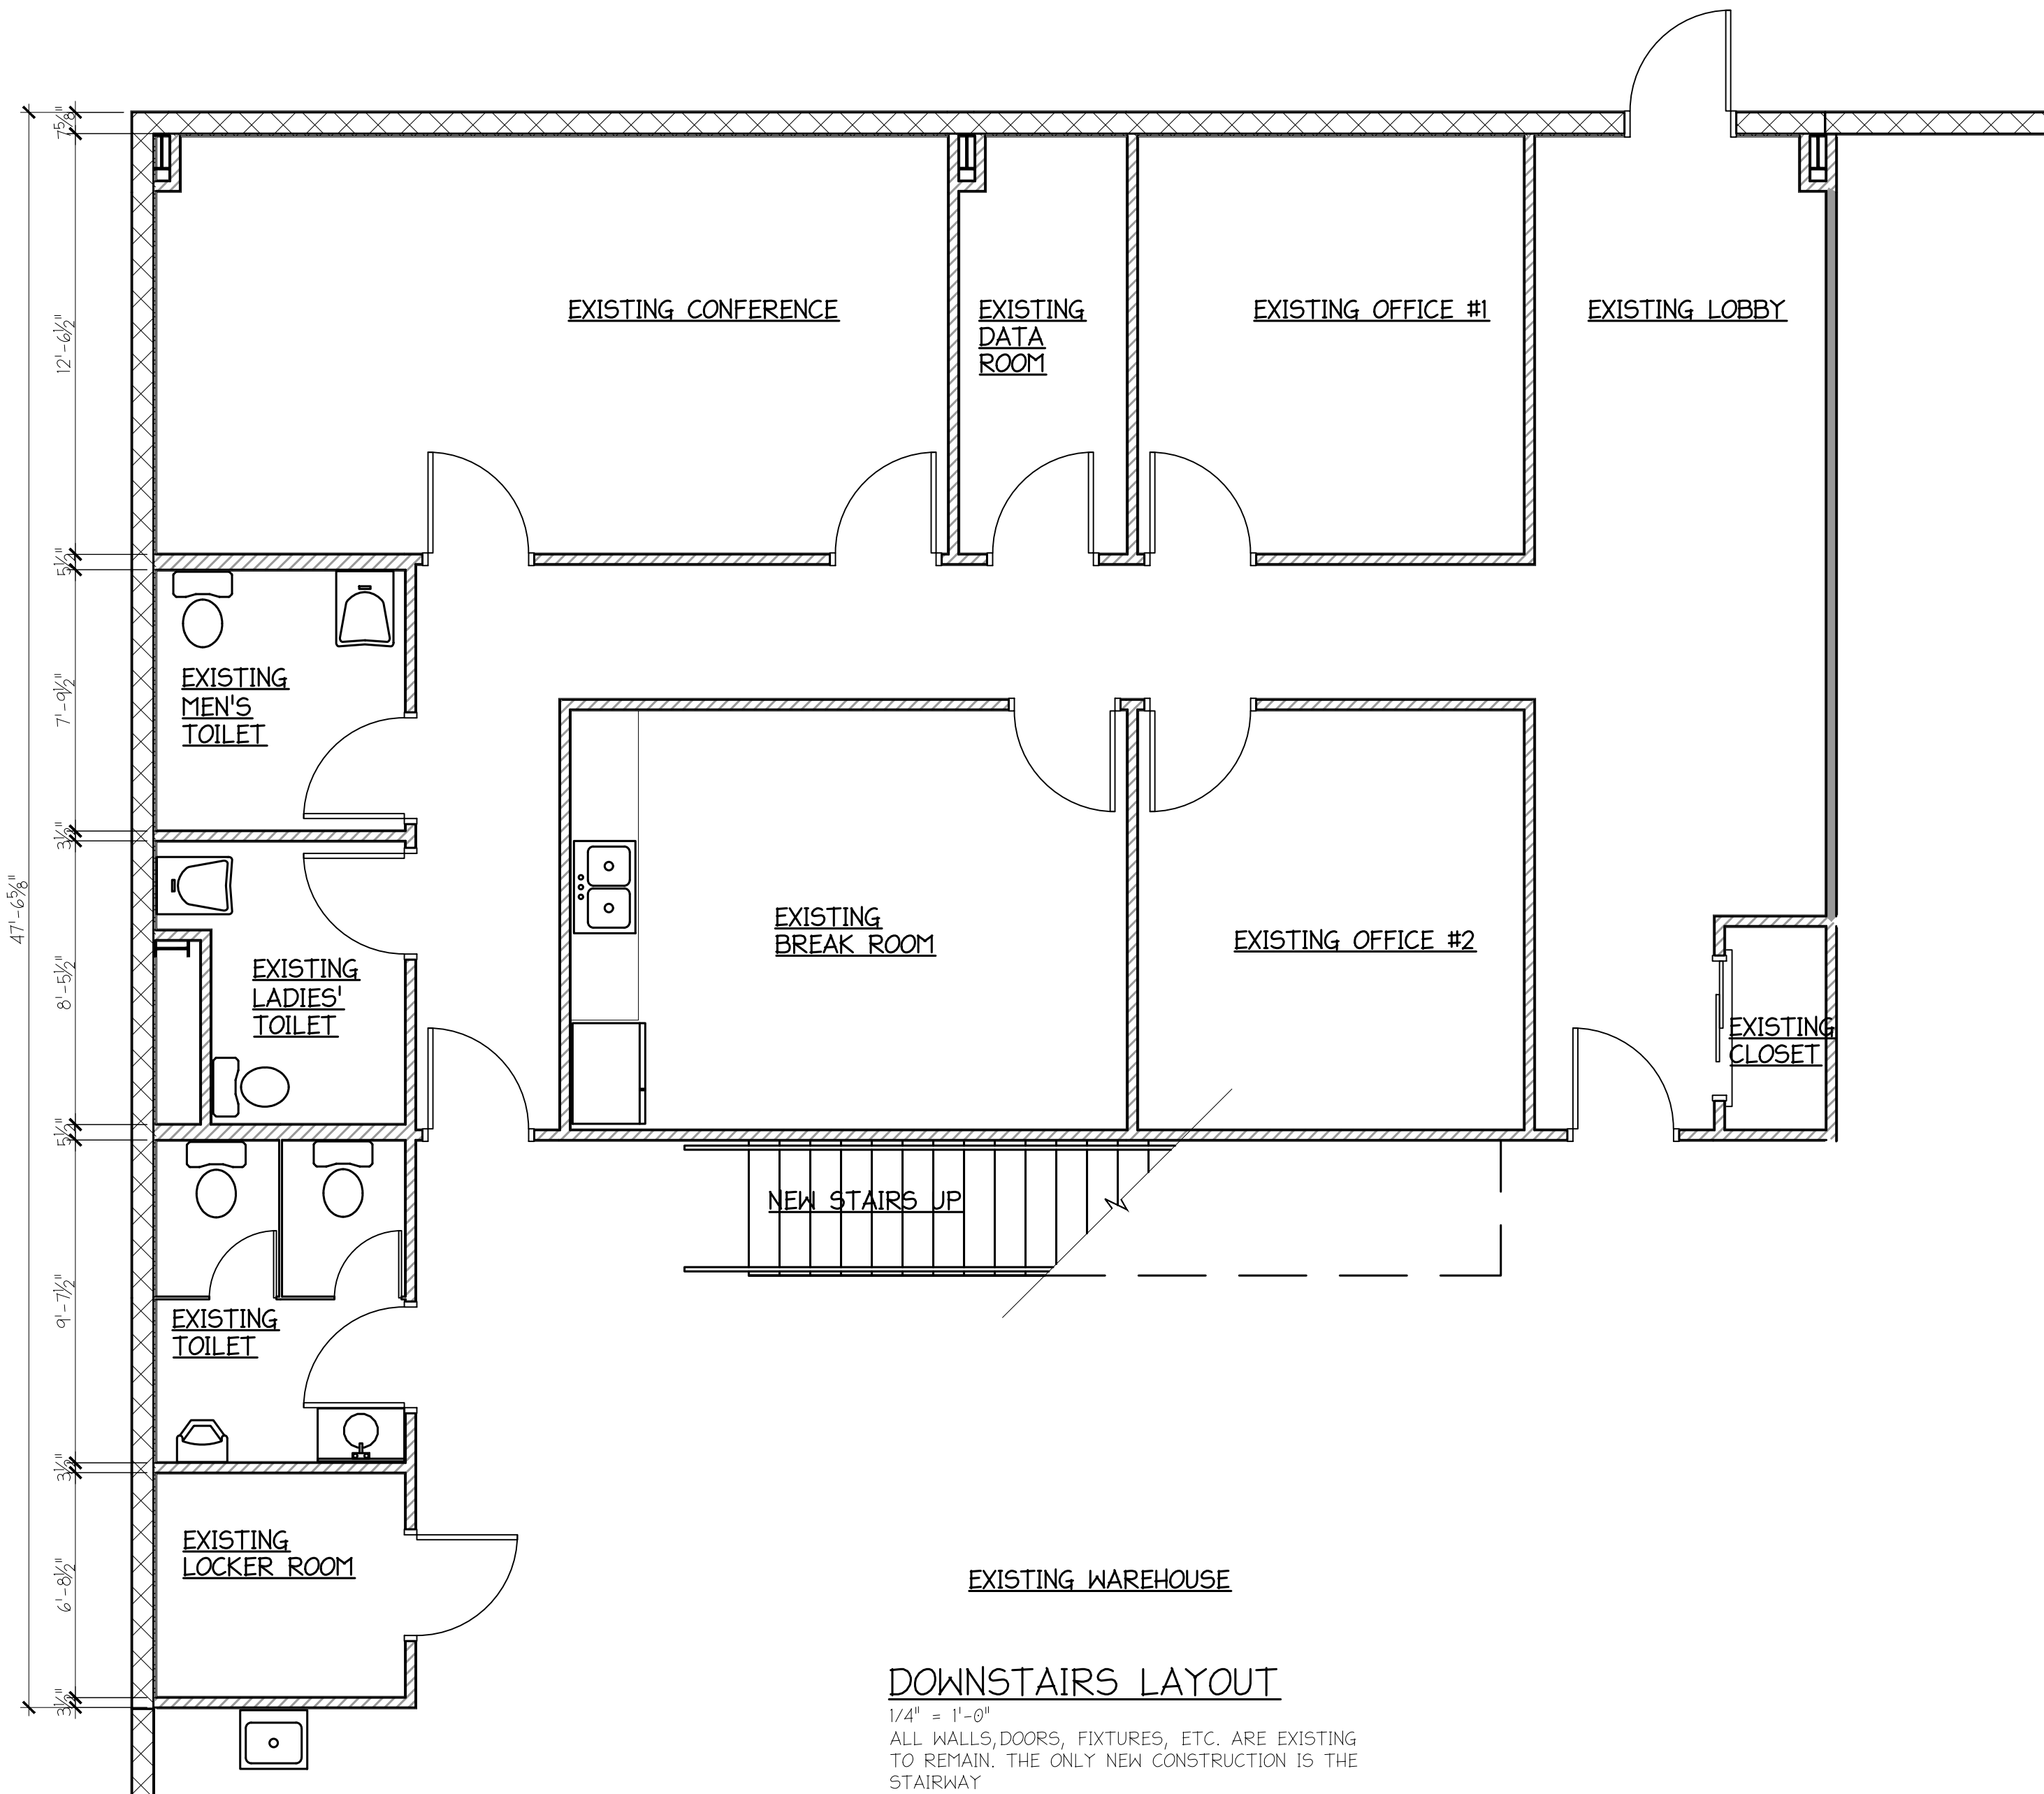 7⅝"
EXISTING CONFERENCE
EXISTING
DATA
ROOM
EXISTING OFFICE #1
EXISTING LOBBY
12'-6½"
5½"
EXISTING
MEN'S
TOILET
7'-9½"
3½"
47'-6⅝"
EXISTING
BREAK ROOM
EXISTING OFFICE #2
EXISTING
LADIES'
TOILET
8'-5½"
EXISTING
CLOSET
5½"
NEW STAIRS UP
9'-7½"
EXISTING
TOILET
3½"
EXISTING
LOCKER ROOM
6'-8½"
EXISTING WAREHOUSE
3½"
DOWNSTAIRS LAYOUT
1/4" = 1'-0"
ALL WALLS,DOORS, FIXTURES, ETC. ARE EXISTING
TO REMAIN. THE ONLY NEW CONSTRUCTION IS THE
STAIRWAY